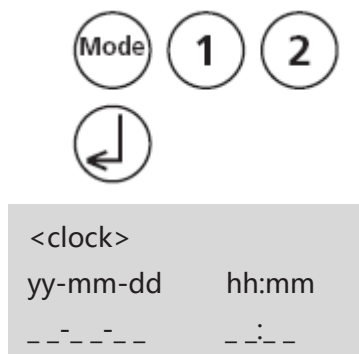 Mode 1 2
<clock>
yy-mm-dd hh:mm
_ _-_ _-_ _ _ _:_ _